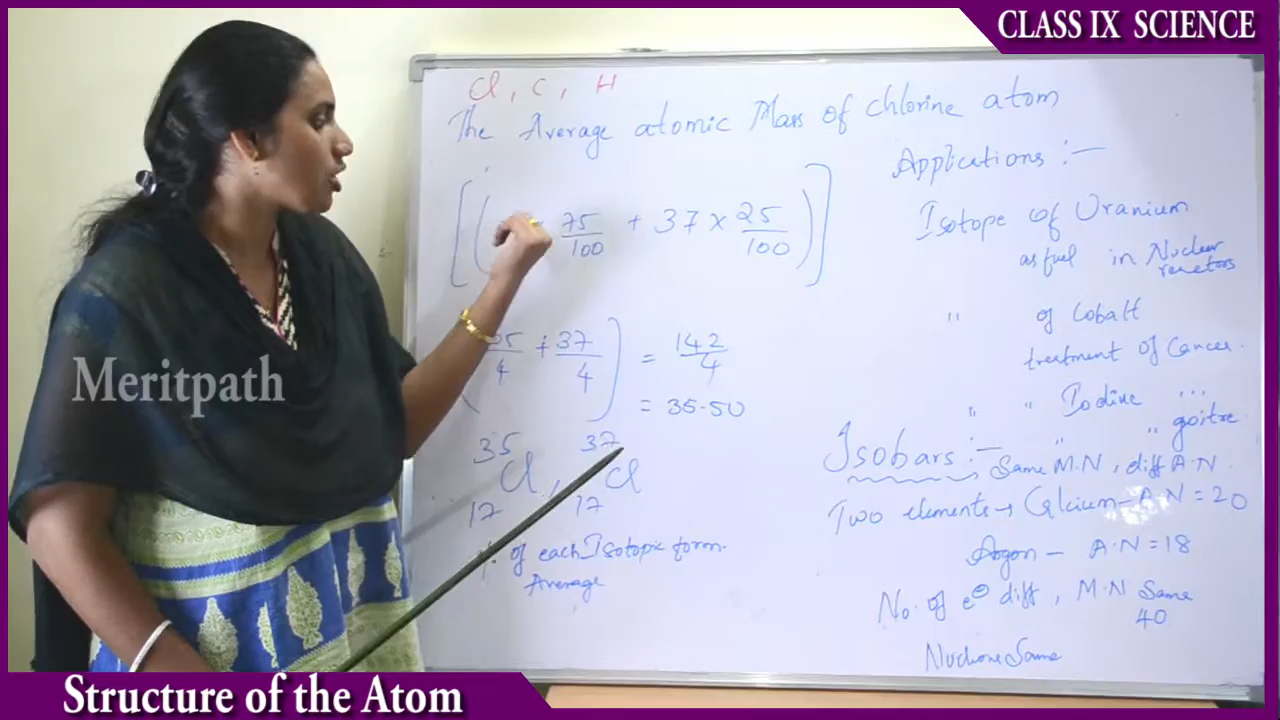 CLASS IX SCIENCE
Cl, C, H
The Average atomic Mass of chlorine atom
[( 75/100 + 37 × 25/100 )]
105/4 + 37/4 ) = 142/4
= 35.50
35 Cl 17 , 37 Cl 17
% of each Isotopic form.
Average
Applications :-
Isotope of Uranium
as fuel in Nuclear
reactors
" of Cobalt
treatment of Cancer.
" " Iodine "
" " goitre
Isobars :- Same M.N, diff A.N.
Two elements → Calcium - A.N = 20
Argon - A.N = 18
No. of e⊖ diff, M.N Same
40
Same
Meritpath
Structure of the Atom